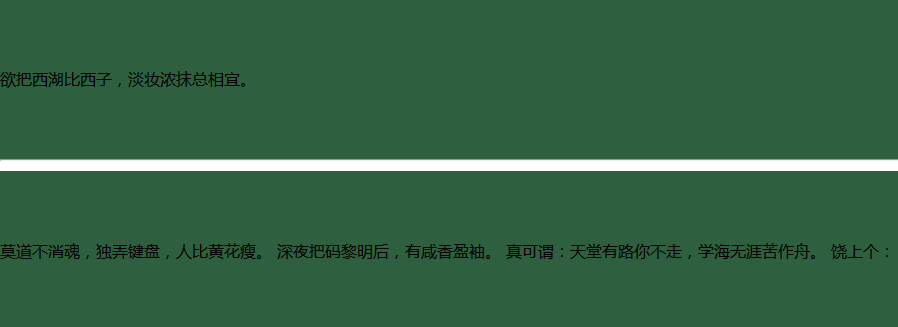 欲把西湖比西子，淡妆浓抹总相宜。
莫道不消魂，独弄键盘，人比黄花瘦。 深夜把码黎明后，有咸香盈袖。 真可谓：天堂有路你不走，学海无涯苦作舟。 饶上个：